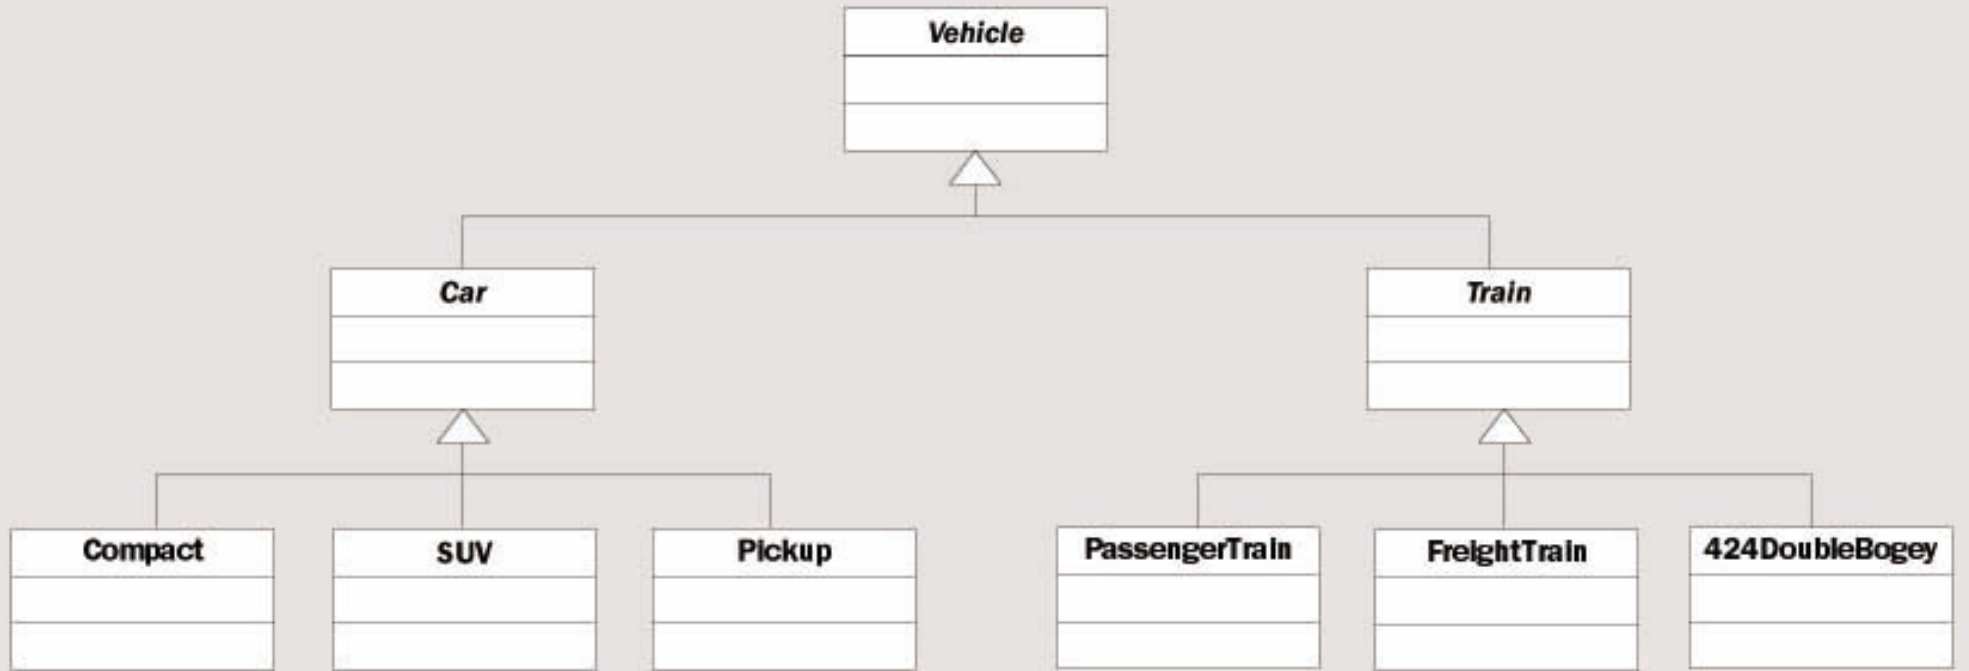 Vehicle
Car
Train
Compact
SUV
Pickup
PassengerTrain
FreightTrain
424DoubleBogey